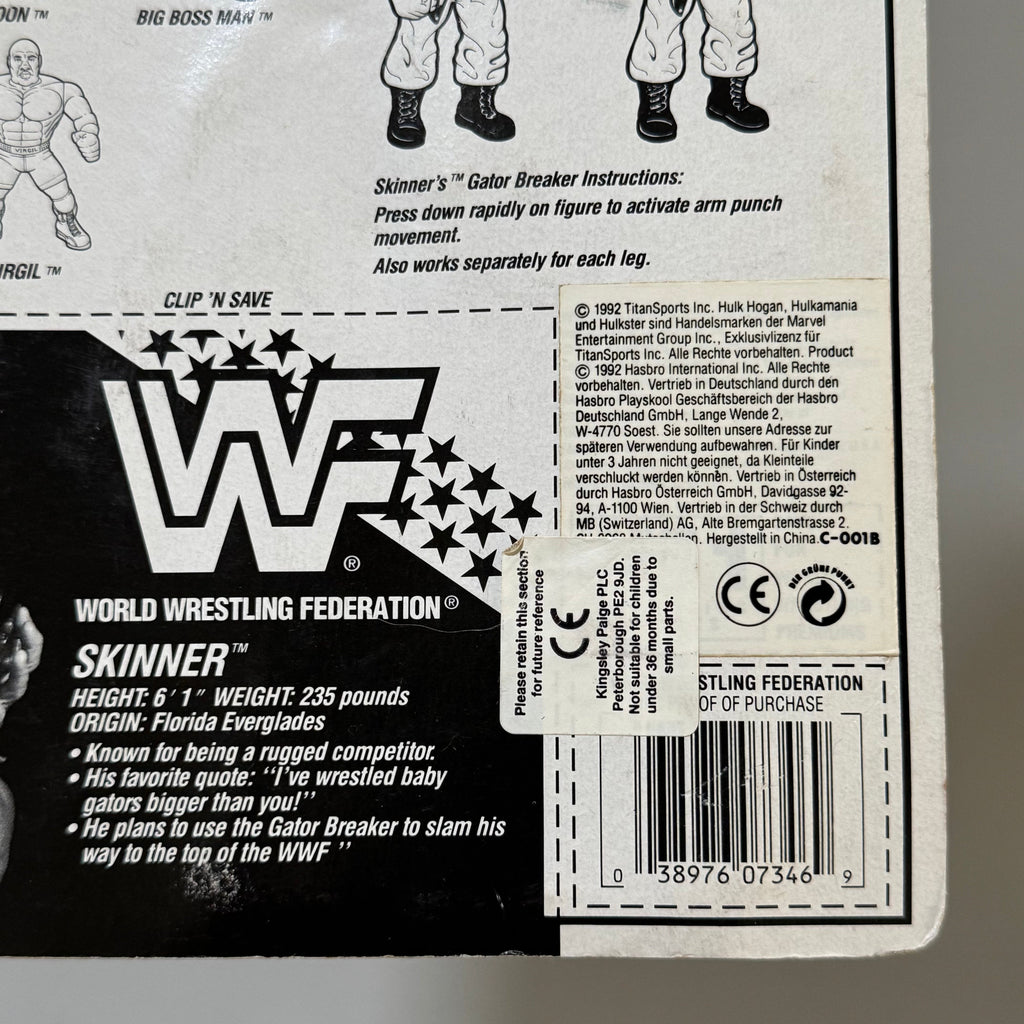 BIG BOSS MAN™
VIRGIL
Skinner's™ Gator Breaker Instructions:
Press down rapidly on figure to activate arm punch
movement.
Also works separately for each leg.
CLIP 'N SAVE
© 1992 TitanSports Inc. Hulk Hogan, Hulkamania
und Hulkster sind Handelsmarken der Marvel
Entertainment Group Inc., Exklusivlizenz für
TitanSports Inc. Alle Rechte vorbehalten. Product
© 1992 Hasbro International Inc. Alle Rechte
vorbehalten. Vertrieb in Deutschland durch den
Hasbro Playskool Geschäftsbereich der Hasbro
Deutschland GmbH, Lange Wende 2,
W-4770 Soest. Sie sollten unsere Adresse zur
späteren Verwendung aufbewahren. Für Kinder
unter 3 Jahren nicht geeignet, da Kleinteile
verschluckt werden können. Vertrieb in Österreich
durch Hasbro Österreich GmbH, Davidgasse 92-
94, A-1100 Wien. Vertrieb in der Schweiz durch
MB (Switzerland) AG, Alte Bremgartenstrasse 2.
Hergestellt in China. C-001B
CE
DER GRÜNE PUNKT
WF
®
WORLD WRESTLING FEDERATION®
SKINNER™
HEIGHT: 6' 1" WEIGHT: 235 pounds
ORIGIN: Florida Everglades
• Known for being a rugged competitor.
• His favorite quote: "I've wrestled baby
gators bigger than you!"
• He plans to use the Gator Breaker to slam his
way to the top of the WWF "
Please retain this section
for future reference
CE
Kingsley Paige PLC
Peterborough PE2 9JD.
Not suitable for children
under 36 months due to
small parts.
STLING FEDERATION
OF OF PURCHASE
0 38976 07346 9